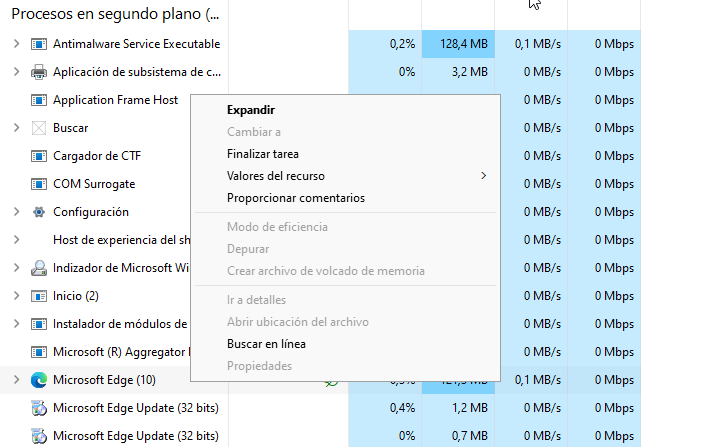 Procesos en segundo plano (...
Antimalware Service Executable 0,2% 128,4 MB 0,1 MB/s 0 Mbps
Aplicación de subsistema de c... 0% 3,2 MB 0 MB/s 0 Mbps
Application Frame Host 0 MB/s 0 Mbps
Expandir
Buscar 0 MB/s 0 Mbps
Cambiar a
Cargador de CTF Finalizar tarea 0 MB/s 0 Mbps
Valores del recurso
COM Surrogate 0 MB/s 0 Mbps
Proporcionar comentarios
Configuración 0 MB/s 0 Mbps
Modo de eficiencia
Host de experiencia del sh 0 MB/s 0 Mbps
Depurar
Indizador de Microsoft Wi Crear archivo de volcado de memoria 0 MB/s 0 Mbps
Inicio (2) Ir a detalles 0 MB/s 0 Mbps
Instalador de módulos de Abrir ubicación del archivo 0 MB/s 0 Mbps
Buscar en línea
Microsoft (R) Aggregator 0 MB/s 0 Mbps
Propiedades
Microsoft Edge (10) 0,1 MB/s 0 Mbps
Microsoft Edge Update (32 bits) 0,4% 1,2 MB 0 MB/s 0 Mbps
Microsoft Edge Update (32 bits) 0% 0,7 MB 0 MB/s 0 Mbps